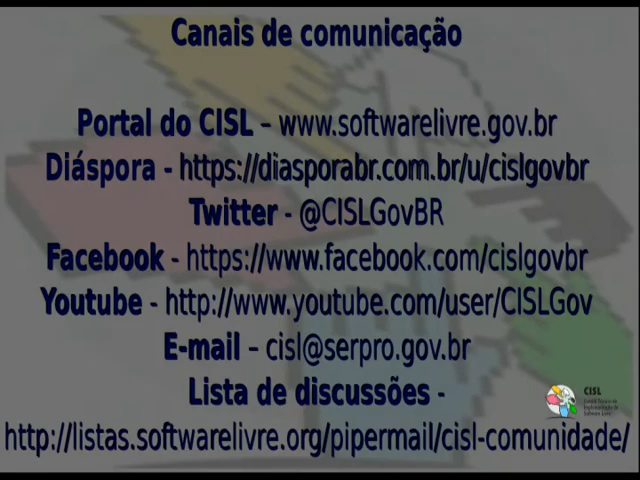 Canais de comunicação
Portal do CISL – www.softwarelivre.gov.br
Diáspora - https://diasporabr.com.br/u/cislgovbr
Twitter - @CISLGovBR
Facebook - https://www.facebook.com/cislgovbr
Youtube - http://www.youtube.com/user/CISLGov
E-mail – cisl@serpro.gov.br
Lista de discussões -
http://listas.softwarelivre.org/pipermail/cisl-comunidade/
CISL